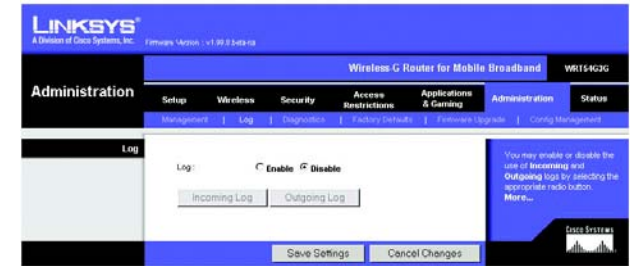 LINKSYS®
A Division of Cisco Systems, Inc.
Firmware Version : v1.99.8 beta-na
Wireless-G Router for Mobile Broadband WRT54G3G
Administration
Setup Wireless Security Access Restrictions Applications & Gaming Administration Status
Management | Log | Diagnostics | Factory Defaults | Firmware Upgrade | Config Management
Log
Log : Enable Disable
Incoming Log Outgoing Log
You may enable or disable the
use of Incoming and
Outgoing logs by selecting the
appropriate radio button.
More...
Save Settings Cancel Changes
CISCO SYSTEMS